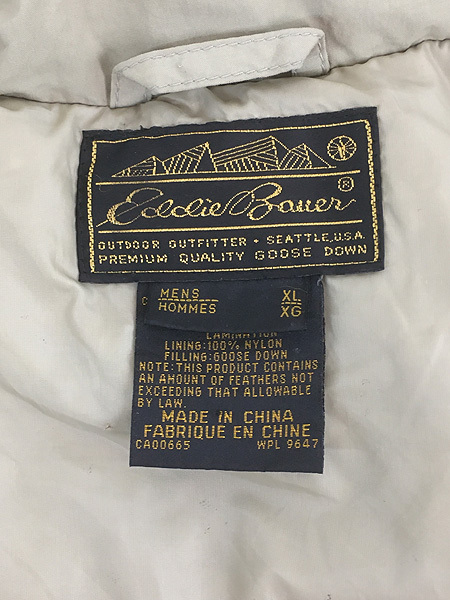 Eddie Bauer ®
OUTDOOR OUTFITTER • SEATTLE, U.S.A.
PREMIUM QUALITY GOOSE DOWN
C MENS XL
HOMMES XG
LAMINATION
LINING:100% NYLON
FILLING:GOOSE DOWN
NOTE:THIS PRODUCT CONTAINS
AN AMOUNT OF FEATHERS NOT
EXCEEDING THAT ALLOWABLE
BY LAW.
MADE IN CHINA
FABRIQUE EN CHINE
CA00665 WPL 9647